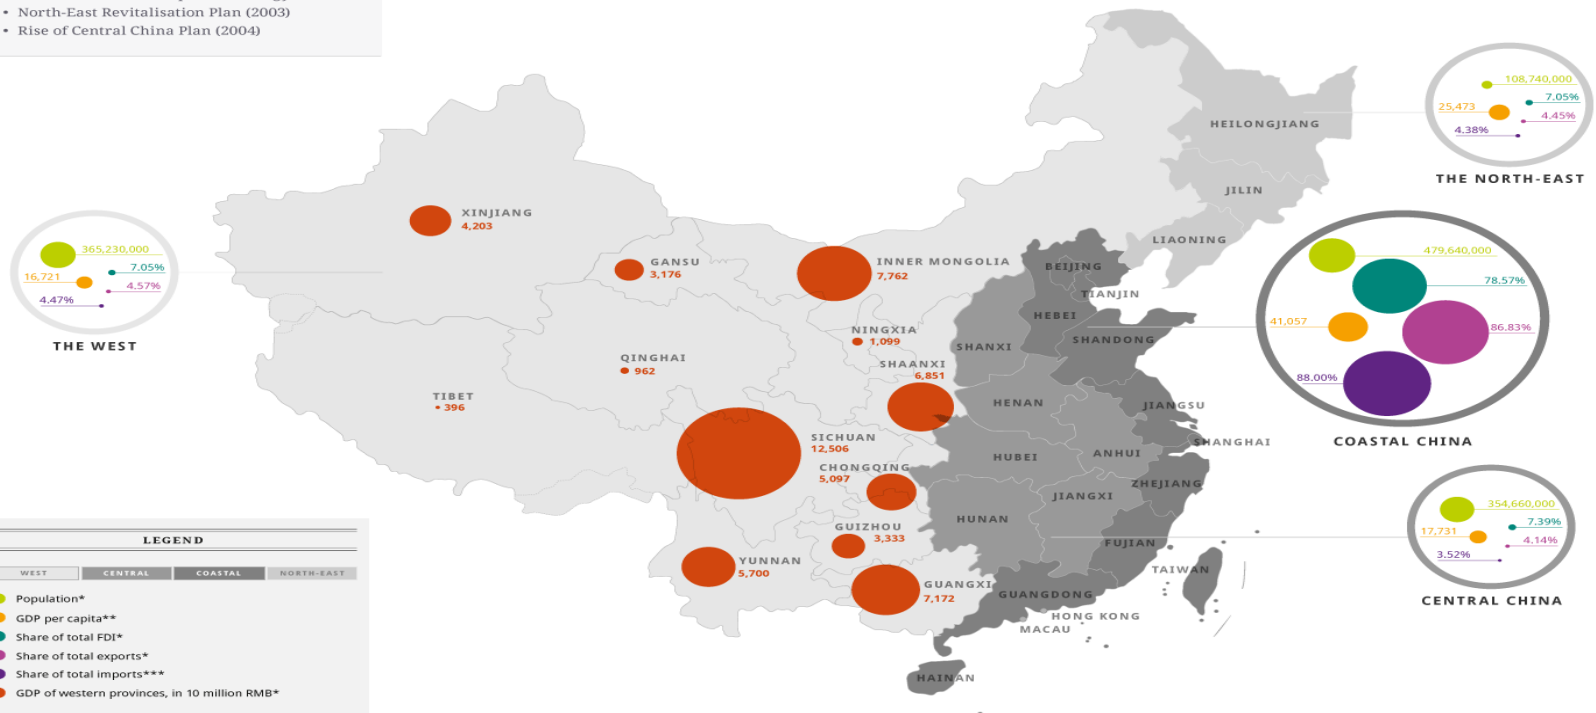 • North-East Revitalisation Plan (2003)
• Rise of Central China Plan (2004)
108,740,000
7.05%
25,473
4.45%
4.38%
THE NORTH-EAST
HEILONGJIANG
JILIN
LIAONING
XINJIANG
4,203
GANSU
3,176
INNER MONGOLIA
7,762
BEIJING
TIANJIN
HEBEI
365,230,000
7.05%
16,721
4.57%
4.47%
THE WEST
479,640,000
78.57%
41,057
86.83%
88.00%
COASTAL CHINA
NINGXIA
1,099
SHANXI
SHANDONG
QINGHAI
962
SHAANXI
6,851
TIBET
396
HENAN
JIANGSU
SICHUAN
12,506
SHANGHAI
HUBEI
ANHUI
CHONGQING
5,097
ZHEJIANG
JIANGXI
HUNAN
GUIZHOU
3,333
FUJIAN
YUNNAN
5,700
TAIWAN
GUANGXI
7,172
GUANGDONG
HONG KONG
MACAU
HAINAN
354,660,000
7.39%
17,731
4.14%
3.52%
CENTRAL CHINA
LEGEND
WEST
CENTRAL
COASTAL
NORTH-EAST
Population*
GDP per capita**
Share of total FDI*
Share of total exports*
Share of total imports***
GDP of western provinces, in 10 million RMB*